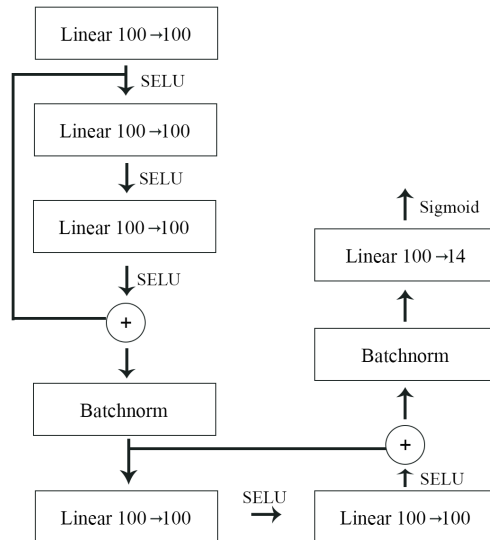 Linear 100→100
SELU
Linear 100→100
SELU
Linear 100→100
SELU
+
Batchnorm
Linear 100→100
SELU
Linear 100→100
SELU
+
Batchnorm
Linear 100→14
Sigmoid